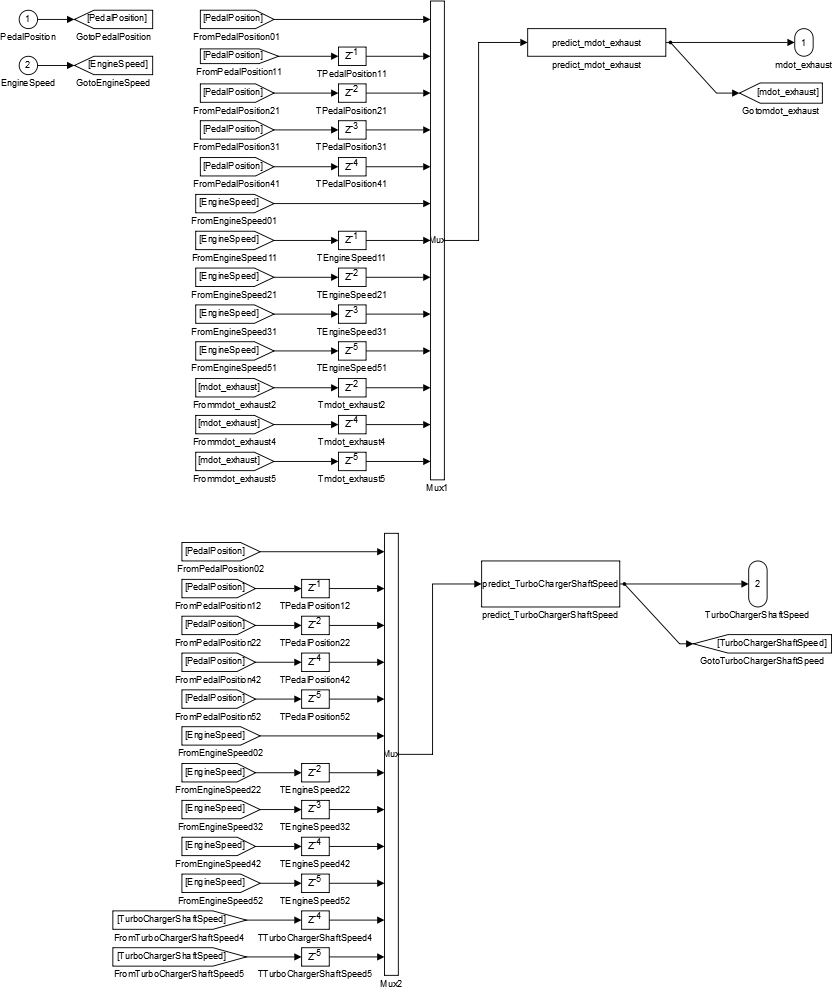 1
[PedalPosition]
PedalPosition
GotoPedalPosition
2
[EngineSpeed]
EngineSpeed
GotoEngineSpeed
[PedalPosition]
FromPedalPosition01
[PedalPosition]
Z-1
FromPedalPosition11
TPedalPosition11
[PedalPosition]
Z-2
FromPedalPosition21
TPedalPosition21
[PedalPosition]
Z-3
FromPedalPosition31
TPedalPosition31
[PedalPosition]
Z-4
FromPedalPosition41
TPedalPosition41
[EngineSpeed]
FromEngineSpeed01
[EngineSpeed]
Z-1
FromEngineSpeed11
TEngineSpeed11
[EngineSpeed]
Z-2
FromEngineSpeed21
TEngineSpeed21
[EngineSpeed]
Z-3
FromEngineSpeed31
TEngineSpeed31
[EngineSpeed]
Z-5
FromEngineSpeed51
TEngineSpeed51
[mdot_exhaust]
Z-2
Frommdot_exhaust2
Tmdot_exhaust2
[mdot_exhaust]
Z-4
Frommdot_exhaust4
Tmdot_exhaust4
[mdot_exhaust]
Z-5
Frommdot_exhaust5
Tmdot_exhaust5
Mux
Mux1
predict_mdot_exhaust
predict_mdot_exhaust
1
mdot_exhaust
[mdot_exhaust]
Gotomdot_exhaust
[PedalPosition]
FromPedalPosition02
[PedalPosition]
Z-1
FromPedalPosition12
TPedalPosition12
[PedalPosition]
Z-2
FromPedalPosition22
TPedalPosition22
[PedalPosition]
Z-4
FromPedalPosition42
TPedalPosition42
[PedalPosition]
Z-5
FromPedalPosition52
TPedalPosition52
[EngineSpeed]
FromEngineSpeed02
[EngineSpeed]
Z-2
FromEngineSpeed22
TEngineSpeed22
[EngineSpeed]
Z-3
FromEngineSpeed32
TEngineSpeed32
[EngineSpeed]
Z-4
FromEngineSpeed42
TEngineSpeed42
[EngineSpeed]
Z-5
FromEngineSpeed52
TEngineSpeed52
[TurboChargerShaftSpeed]
Z-4
FromTurboChargerShaftSpeed4
TTurboChargerShaftSpeed4
[TurboChargerShaftSpeed]
Z-5
FromTurboChargerShaftSpeed5
TTurboChargerShaftSpeed5
Mux
Mux2
predict_TurboChargerShaftSpeed
predict_TurboChargerShaftSpeed
2
TurboChargerShaftSpeed
[TurboChargerShaftSpeed]
GotoTurboChargerShaftSpeed